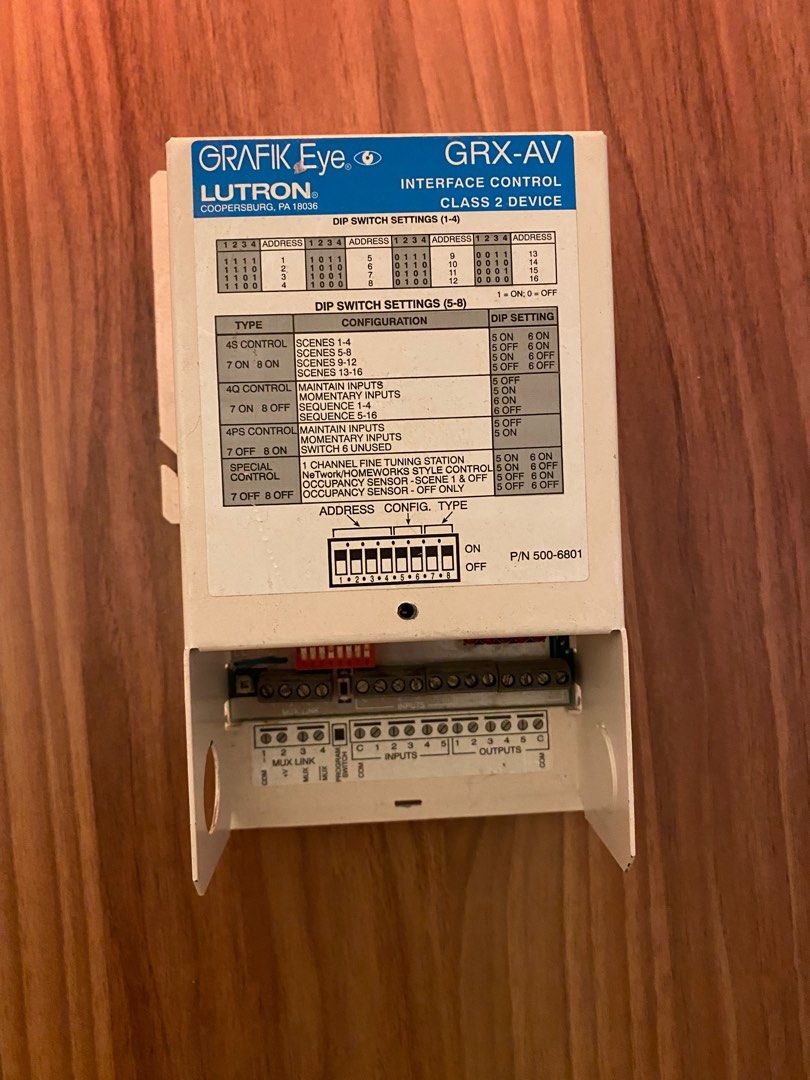 GRAFIK Eye®
GRX-AV
LUTRON®
INTERFACE CONTROL
COOPERSBURG, PA 18036
CLASS 2 DEVICE
DIP SWITCH SETTINGS (1-4)
1 2 3 4 ADDRESS 1 2 3 4 ADDRESS 1 2 3 4 ADDRESS 1 2 3 4 ADDRESS
1 1 1 1 1 1 0 1 1 5 0 1 1 1 9 0 0 1 1 13
1 1 1 0 2 1 0 1 0 6 0 1 1 0 10 0 0 1 0 14
1 1 0 1 3 1 0 0 1 7 0 1 0 1 11 0 0 0 1 15
1 1 0 0 4 1 0 0 0 8 0 1 0 0 12 0 0 0 0 16
1 = ON; 0 = OFF
DIP SWITCH SETTINGS (5-8)
TYPE CONFIGURATION DIP SETTING
4S CONTROL SCENES 1-4 5 ON 6 ON
SCENES 5-8 5 OFF 6 ON
7 ON 8 ON SCENES 9-12 5 ON 6 OFF
SCENES 13-16 5 OFF 6 OFF
4Q CONTROL MAINTAIN INPUTS 5 OFF
MOMENTARY INPUTS 5 ON
7 ON 8 OFF SEQUENCE 1-4 6 ON
SEQUENCE 5-16 6 OFF
4PS CONTROL MAINTAIN INPUTS 5 OFF
MOMENTARY INPUTS 5 ON
7 OFF 8 ON SWITCH 6 UNUSED
SPECIAL CONTROL 1 CHANNEL FINE TUNING STATION 5 ON 6 ON
NeTwork/HOMEWORKS STYLE CONTROL 5 ON 6 OFF
OCCUPANCY SENSOR - SCENE 1 & OFF 5 OFF 6 ON
7 OFF 8 OFF OCCUPANCY SENSOR - OFF ONLY 5 OFF 6 OFF
ADDRESS CONFIG. TYPE
ON
OFF
1 • 2 • 3 • 4 • 5 • 6 • 7 • 8
P/N 500-6801
MUX LINK
INPUTS
1 2 3 4
C 1 2 3 4 5 1 2 3 4 5 C
MUX LINK
INPUTS
OUTPUTS
COM
+V
MUX
MUX
PROGRAM SWITCH
COM
COM